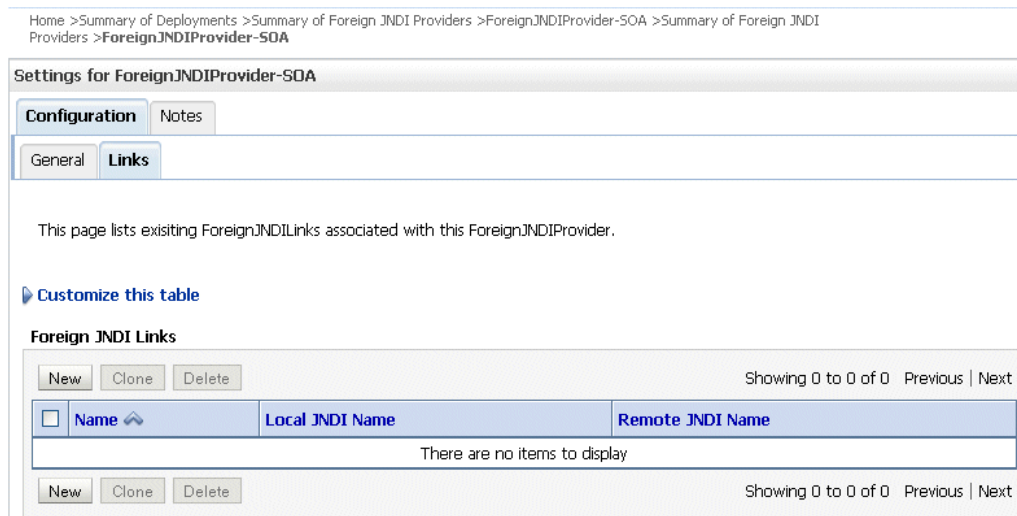 Home >Summary of Deployments >Summary of Foreign JNDI Providers >ForeignJNDIProvider-SOA >Summary of Foreign JNDI
Providers >ForeignJNDIProvider-SOA
Settings for ForeignJNDIProvider-SOA
Configuration Notes
General Links
This page lists exisiting ForeignJNDILinks associated with this ForeignJNDIProvider.
Customize this table
Foreign JNDI Links
New Clone Delete Showing 0 to 0 of 0 Previous | Next
Name Local JNDI Name Remote JNDI Name
There are no items to display
New Clone Delete Showing 0 to 0 of 0 Previous | Next